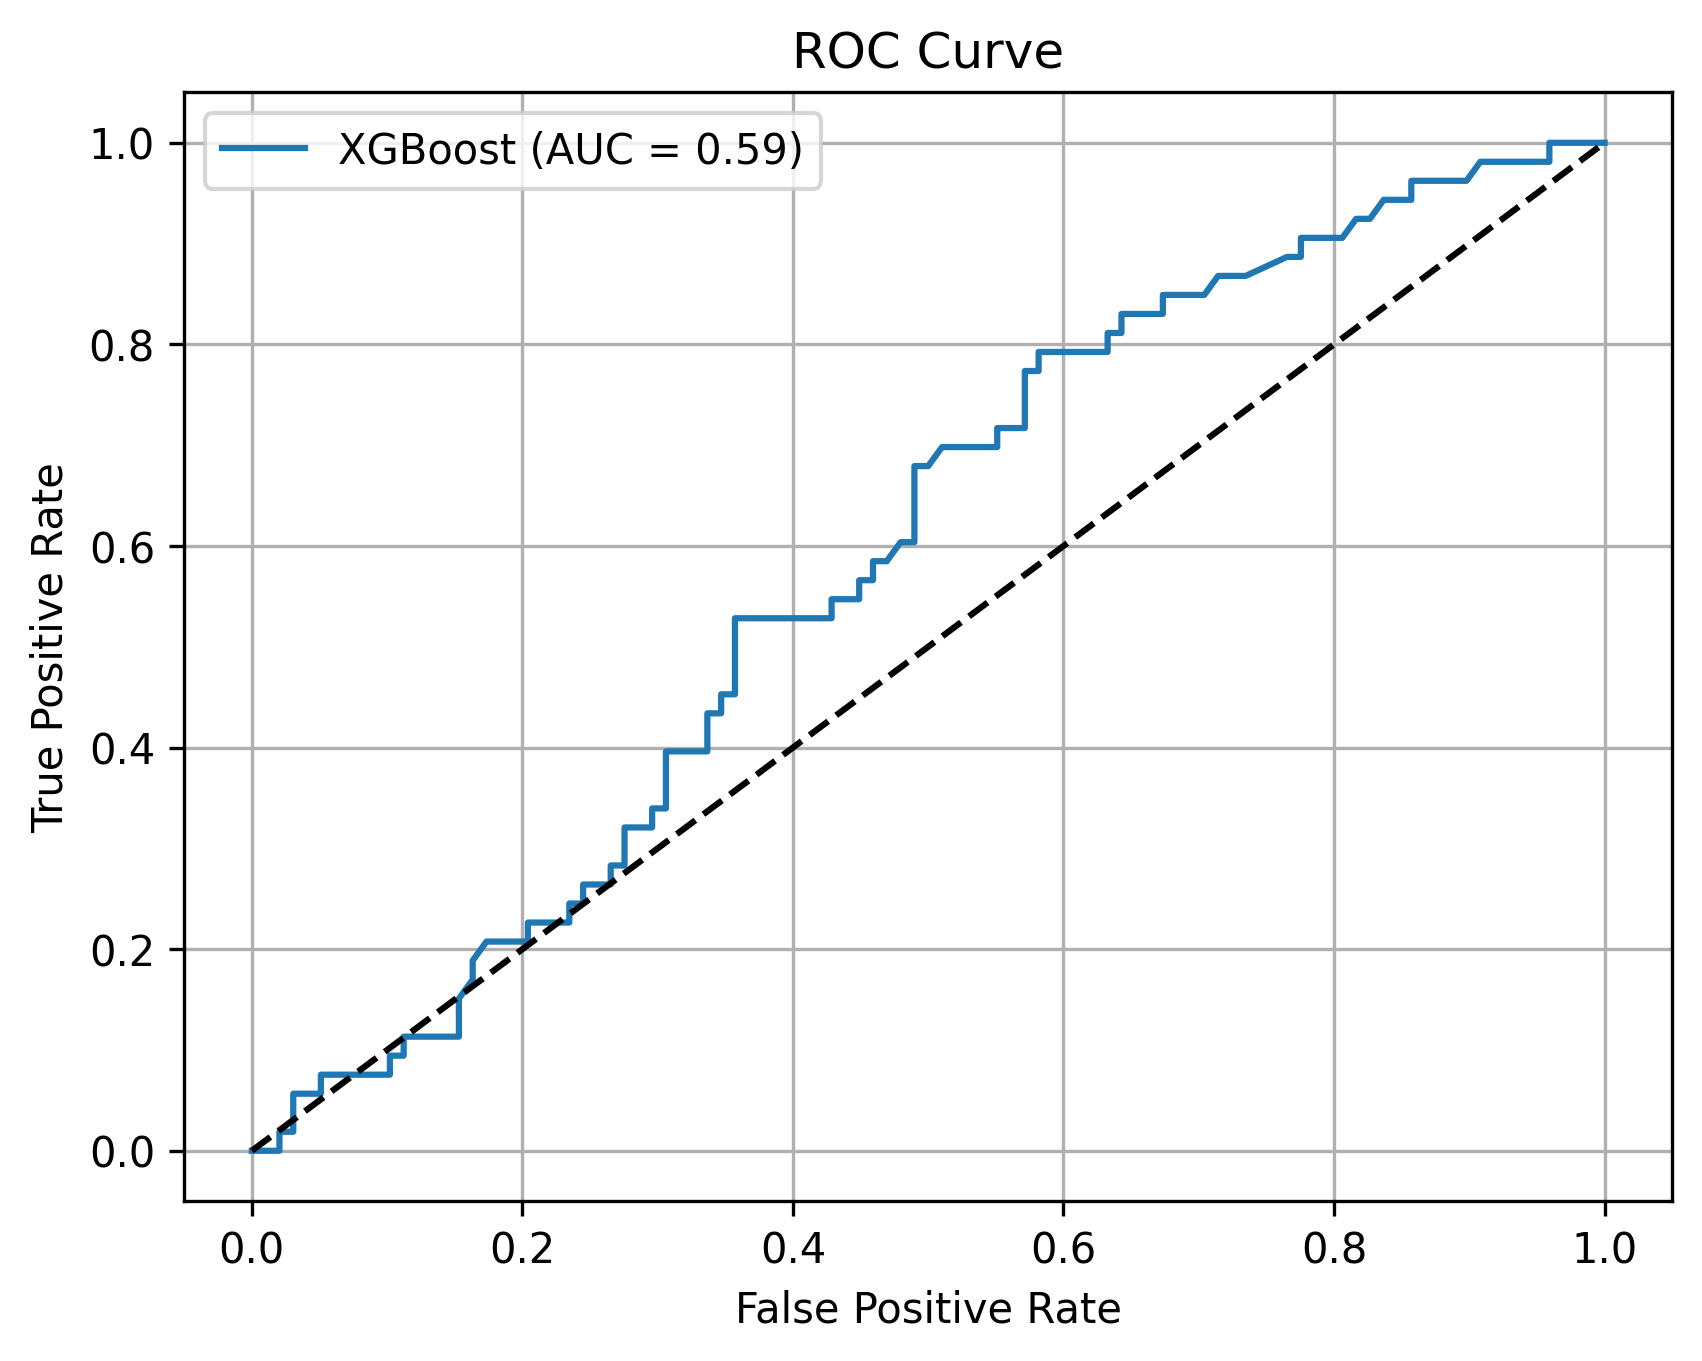 ROC Curve
XGBoost (AUC = 0.59)
True Positive Rate
1.0
0.8
0.6
0.4
0.2
0.0
0.0 0.2 0.4 0.6 0.8 1.0
False Positive Rate